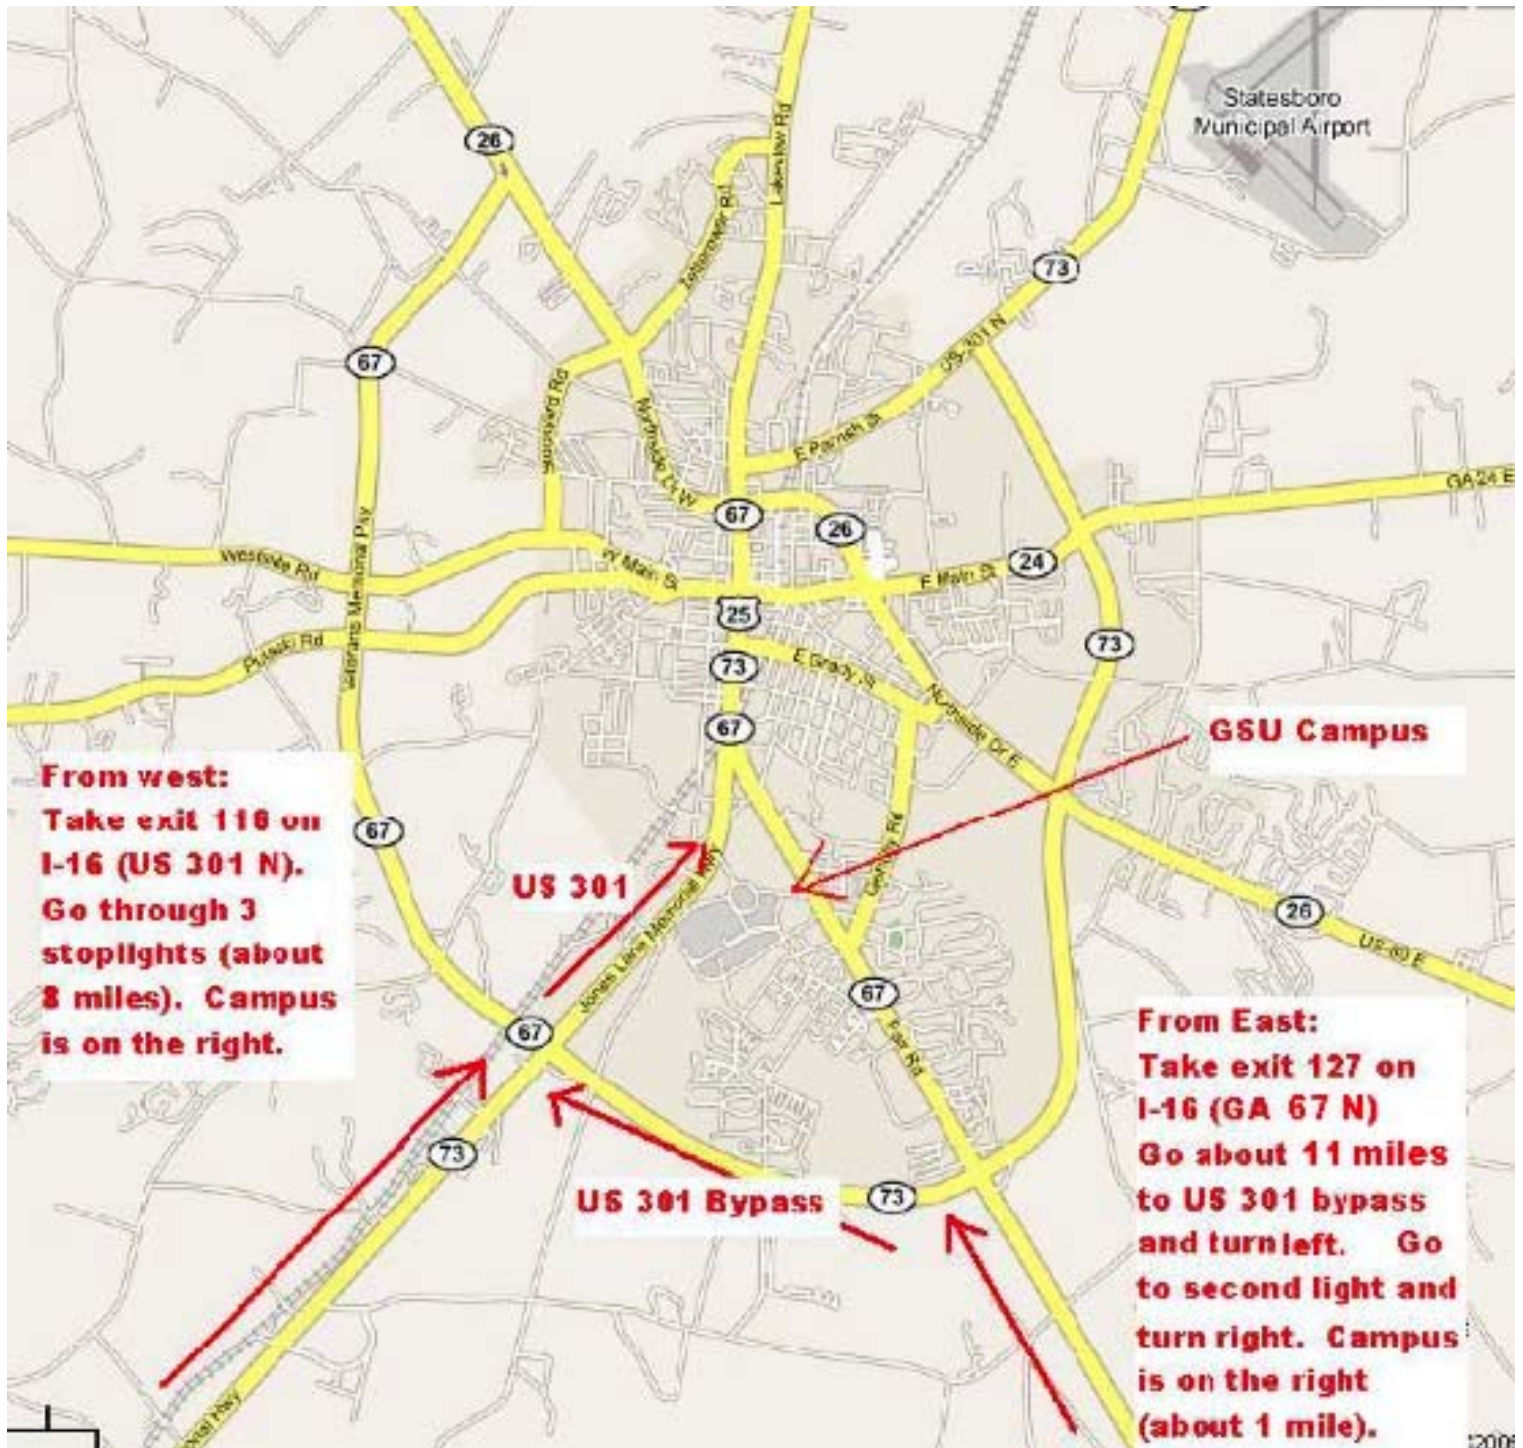 Statesboro
Municipal Airport
26
Lakeview Rd
Zetterower Rd
73
US-301 N
67
Northside Dr W
E Parrish St
GA 24 E
67
26
Westside Rd
W Main St
E Main St
24
Veterans Memorial Pky
25
Pulaski Rd
73
E Grady St
73
67
Northside Dr E
GSU Campus
From west:
Take exit 116 on
I-16 (US 301 N).
Go through 3
stoplights (about
8 miles). Campus
is on the right.
67
US 301
Gentilly Rd
Jones Lane Memorial Hwy
26
US-80 E
67
67
Fair Rd
73
US 301 Bypass
73
From East:
Take exit 127 on
I-16 (GA 67 N)
Go about 11 miles
to US 301 bypass
and turn left. Go
to second light and
turn right. Campus
is on the right
(about 1 mile).